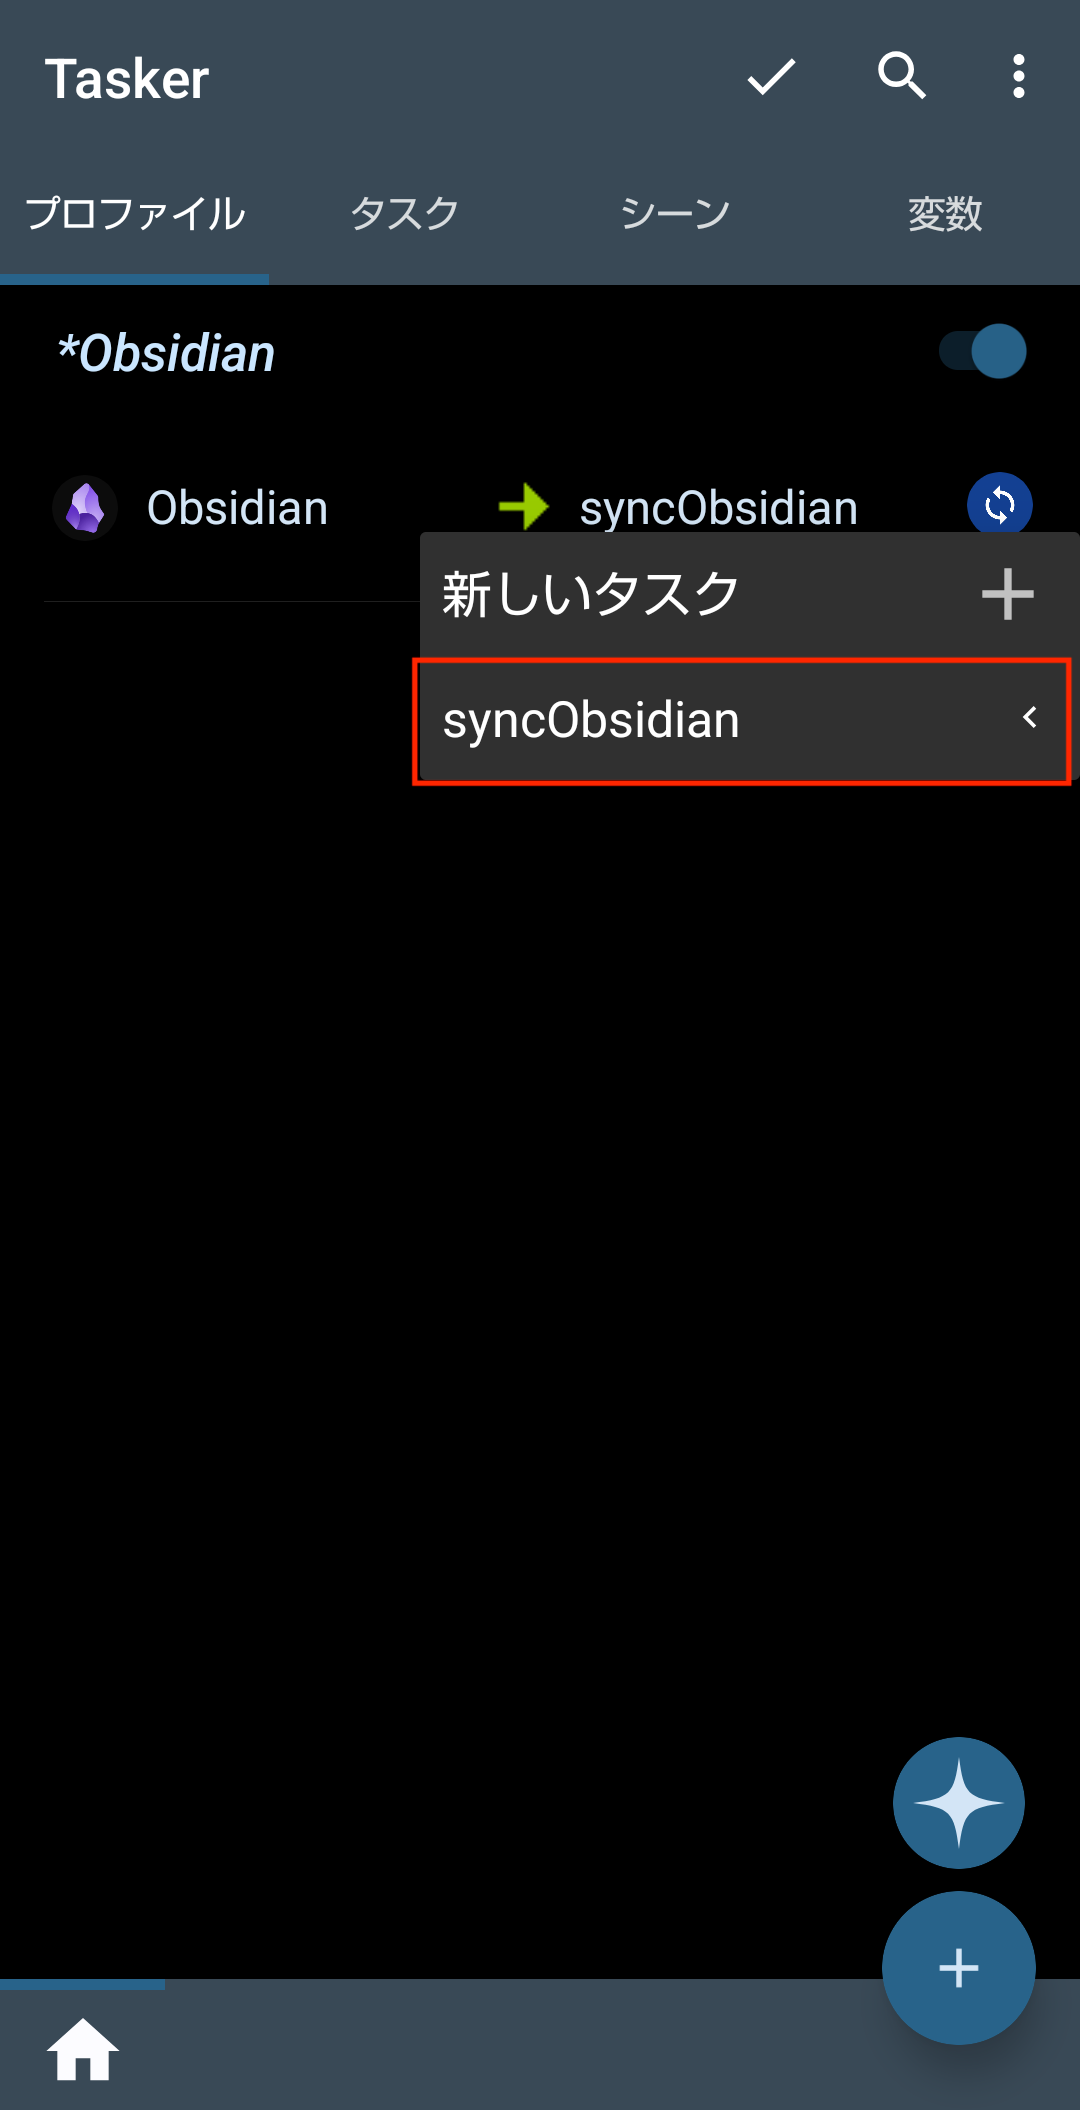 Tasker
プロファイル タスク シーン 変数
*Obsidian
Obsidian syncObsidian
新しいタスク
syncObsidian